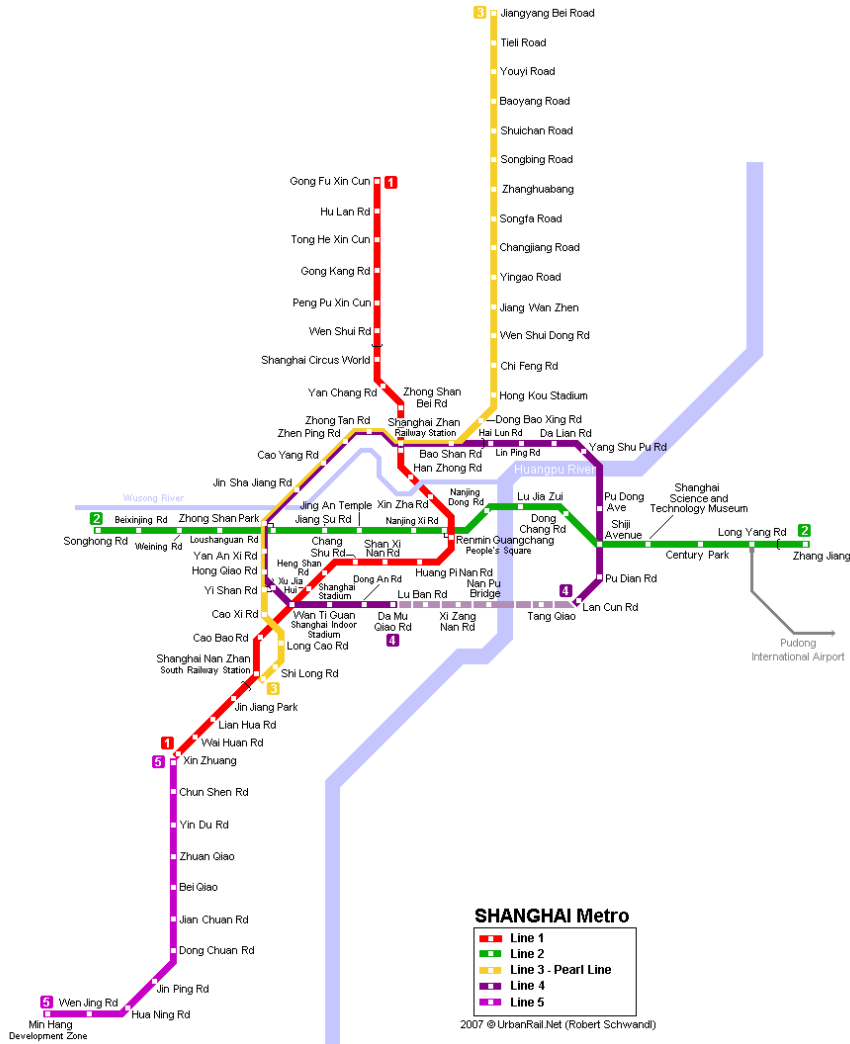 3
Jiangyang Bei Road
Tieli Road
Youyi Road
Baoyang Road
Shuichan Road
Songbing Road
Zhanghuabang
Songfa Road
Changjiang Road
Yingao Road
Jiang Wan Zhen
Wen Shui Dong Rd
Chi Feng Rd
Hong Kou Stadium
Dong Bao Xing Rd
Gong Fu Xin Cun
1
Hu Lan Rd
Tong He Xin Cun
Gong Kang Rd
Peng Pu Xin Cun
Wen Shui Rd
Shanghai Circus World
Yan Chang Rd
Zhong Shan
Bei Rd
Zhong Tan Rd
Shanghai Zhan
Railway Station
Zhen Ping Rd
Hai Lun Rd
Da Lian Rd
Bao Shan Rd
Lin Ping Rd
Yang Shu Pu Rd
Cao Yang Rd
Han Zhong Rd
Huangpu River
Jin Sha Jiang Rd
Wusong River
Jing An Temple
Xin Zha Rd
Nanjing
Dong Rd
Lu Jia Zui
Pu Dong
Ave
Shanghai
Science and
Technology Museum
2
Beixinjing Rd
Zhong Shan Park
Jiang Su Rd
Nanjing Xi Rd
Dong
Chang Rd
Shiji
Avenue
Long Yang Rd
2
Songhong Rd
Weining Rd
Loushanguan Rd
Chang
Shu Rd
Shan Xi
Nan Rd
Renmin Guangchang
People's Square
Century Park
Zhang Jiang
Yan An Xi Rd
Heng Shan
Rd
Hong Qiao Rd
Xu Jia
Hui
Shanghai
Stadium
Dong An Rd
Huang Pi Nan Rd
Pu Dian Rd
Yi Shan Rd
Lu Ban Rd
Nan Pu
Bridge
4
Lan Cun Rd
Cao Xi Rd
Wan Ti Guan
Shanghai Indoor
Stadium
Da Mu
Qiao Rd
4
Xi Zang
Nan Rd
Tang Qiao
Cao Bao Rd
Long Cao Rd
Pudong
International Airport
Shanghai Nan Zhan
South Railway Station
Shi Long Rd
3
Jin Jiang Park
Lian Hua Rd
Wai Huan Rd
1
5
Xin Zhuang
Chun Shen Rd
Yin Du Rd
Zhuan Qiao
Bei Qiao
Jian Chuan Rd
Dong Chuan Rd
Jin Ping Rd
5
Wen Jing Rd
Hua Ning Rd
Min Hang
Development Zone
SHANGHAI Metro
Line 1
Line 2
Line 3 - Pearl Line
Line 4
Line 5
2007 © UrbanRail.Net (Robert Schwandl)